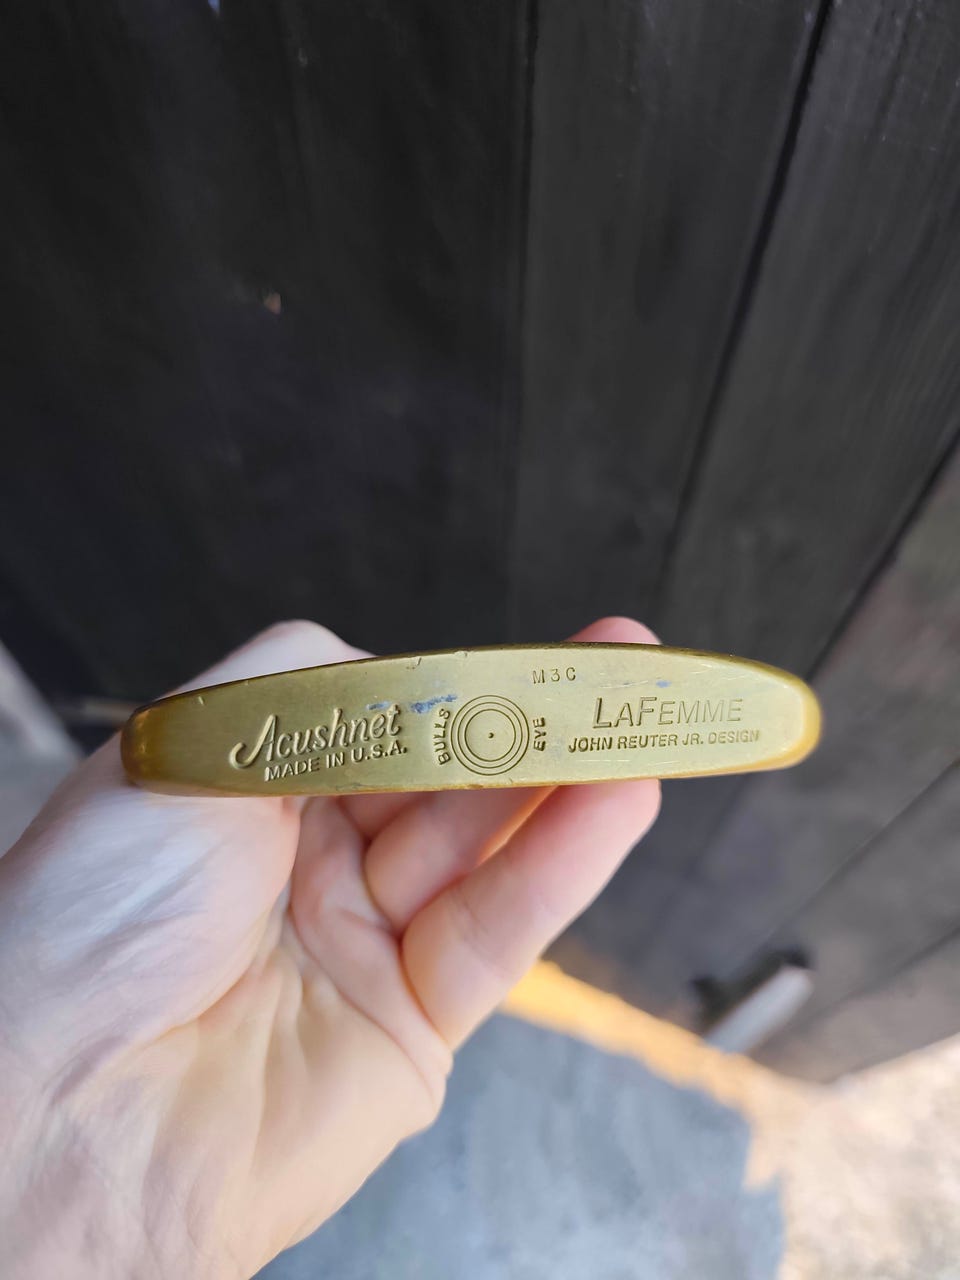 M3C
Acushnet
MADE IN U.S.A.
BULLS
EYE
LAFEMME
JOHN REUTER JR. DESIGN